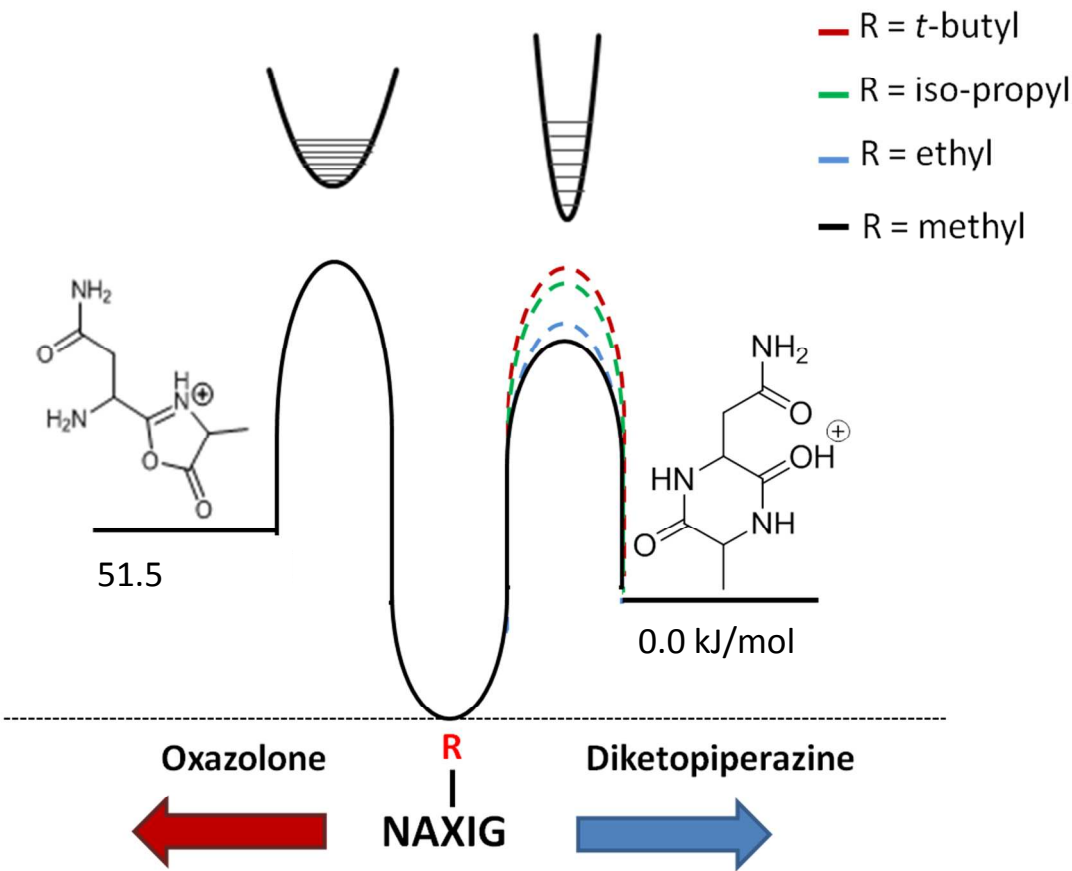 R = t-butyl
R = iso-propyl
R = ethyl
R = methyl
NH2
O
H2N
H
N
⊕
O
O
51.5
NH2
O
⊕
OH
HN
NH
O
0.0 kJ/mol
Oxazolone
R
Diketopiperazine
NAXIG